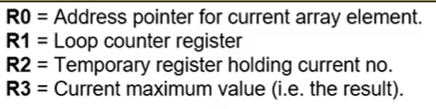 R0 = Address pointer for current array element.
R1 = Loop counter register
R2 = Temporary register holding current no.
R3 = Current maximum value (i.e. the result).